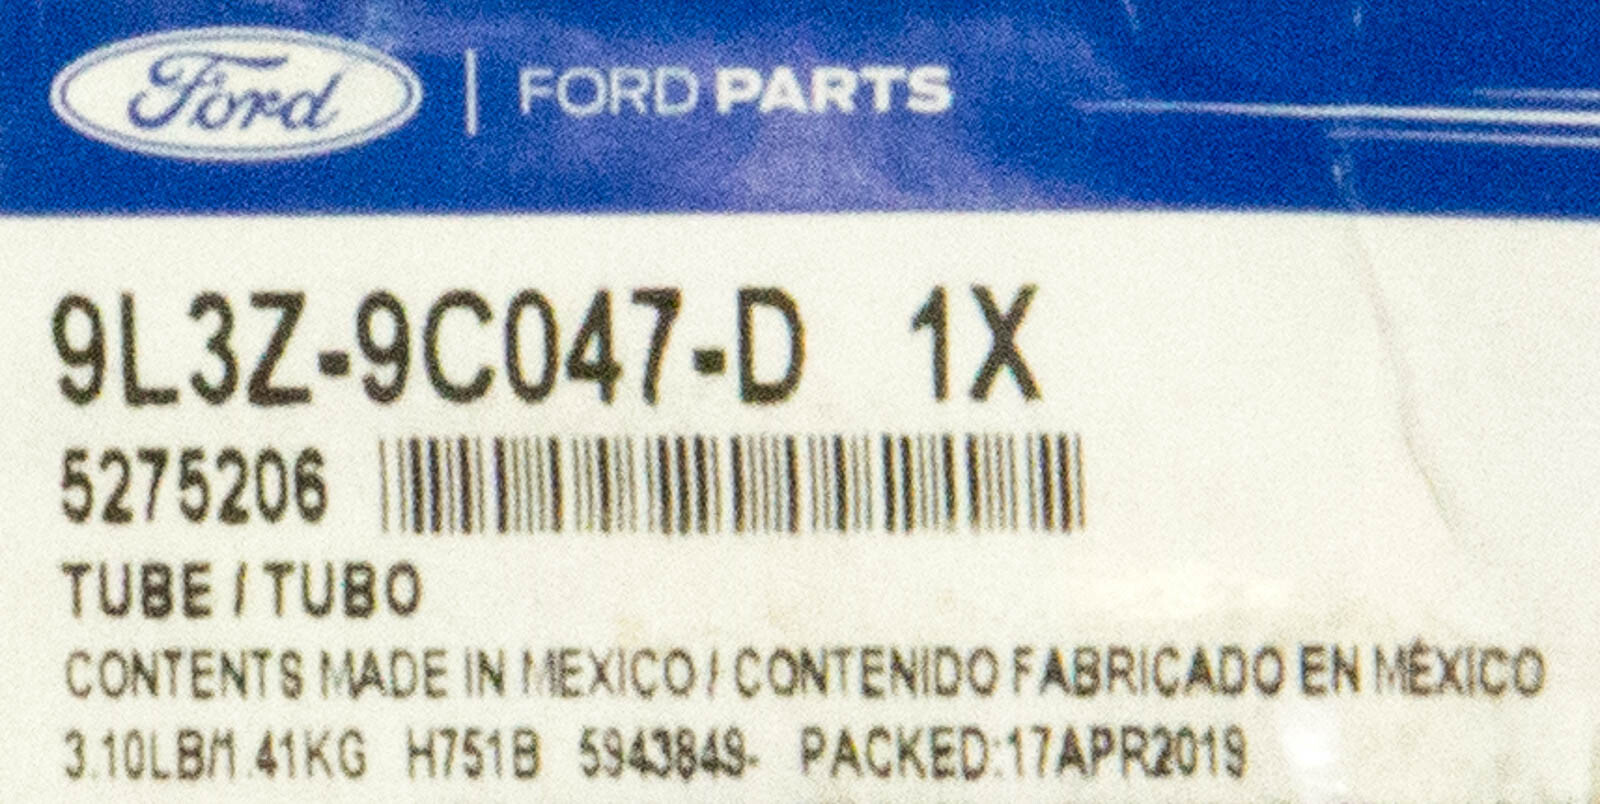 Ford | FORD PARTS
9L3Z-9C047-D 1X
5275206
TUBE / TUBO
CONTENTS MADE IN MEXICO / CONTENIDO FABRICADO EN MÉXICO
3.10LB/1.41KG H751B 5943849- PACKED:17APR2019